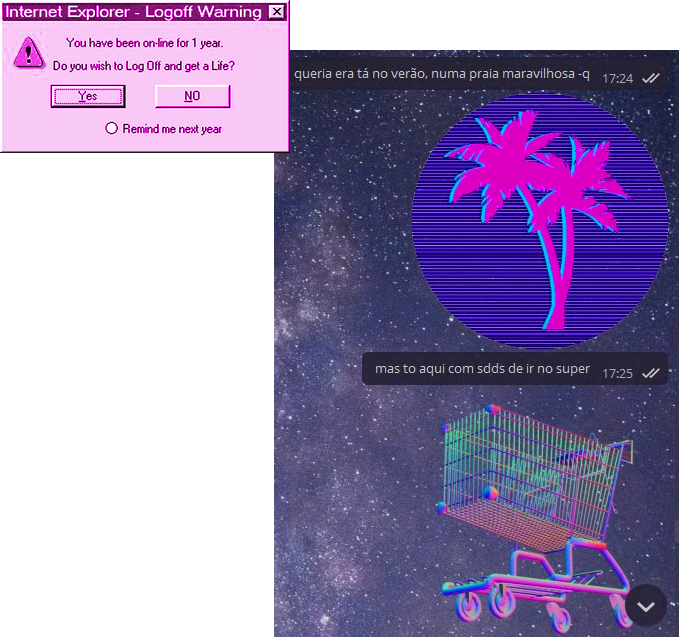 Internet Explorer - Logoff Warning
You have been on-line for 1 year.
Do you wish to Log Off and get a Life?
Yes
NO
Remind me next year
queria era tá no verão, numa praia maravilhosa -q 17:24
mas to aqui com sdds de ir no super 17:25